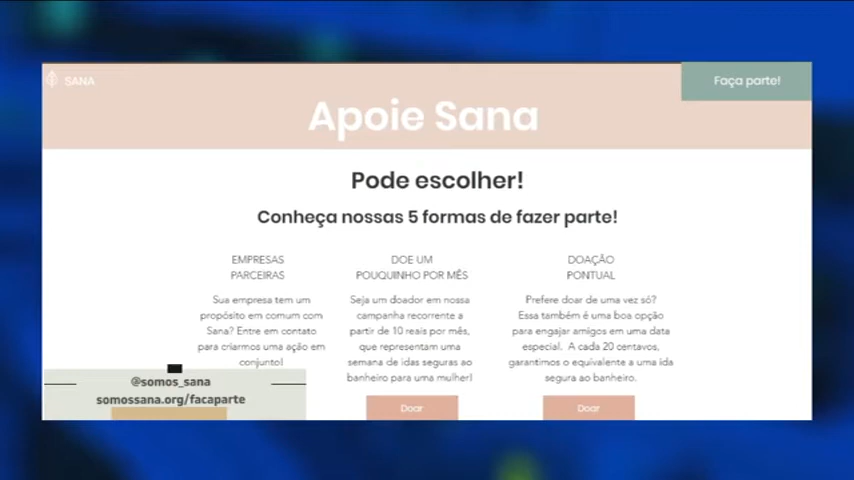 SANA
Faça parte!
Apoie Sana
Pode escolher!
Conheça nossas 5 formas de fazer parte!
EMPRESAS
PARCEIRAS
Sua empresa tem um
propósito em comum com
Sana? Entre em contato
para criarmos uma ação em
conjunto!
DOE UM
POUQUINHO POR MÊS
Seja um doador em nossa
campanha recorrente a
partir de 10 reais por mês,
que representam uma
semana de idas seguras ao
banheiro para uma mulher!
Doar
DOAÇÃO
PONTUAL
Prefere doar de uma vez só?
Essa também é uma boa opção
para engajar amigos em uma data
especial. A cada 20 centavos,
garantimos o equivalente a uma ida
segura ao banheiro.
Doar
@somos_sana
somossana.org/facaparte